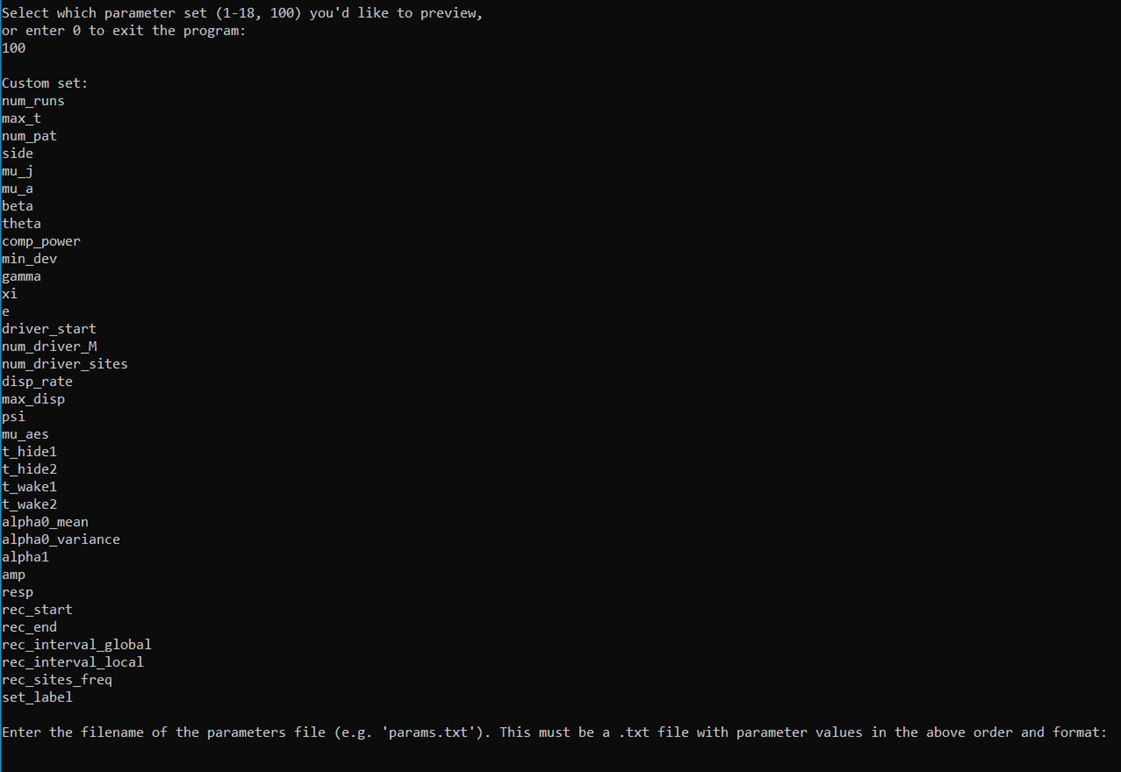 Select which parameter set (1-18, 100) you'd like to preview,
or enter 0 to exit the program:
100
Custom set:
num_runs
max_t
num_pat
side
mu_j
mu_a
beta
theta
comp_power
min_dev
gamma
xi
e
driver_start
num_driver_M
num_driver_sites
disp_rate
max_disp
psi
mu_aes
t_hide1
t_hide2
t_wake1
t_wake2
alpha0_mean
alpha0_variance
alpha1
amp
resp
rec_start
rec_end
rec_interval_global
rec_interval_local
rec_sites_freq
set_label
Enter the filename of the parameters file (e.g. 'params.txt'). This must be a .txt file with parameter values in the above order and format: